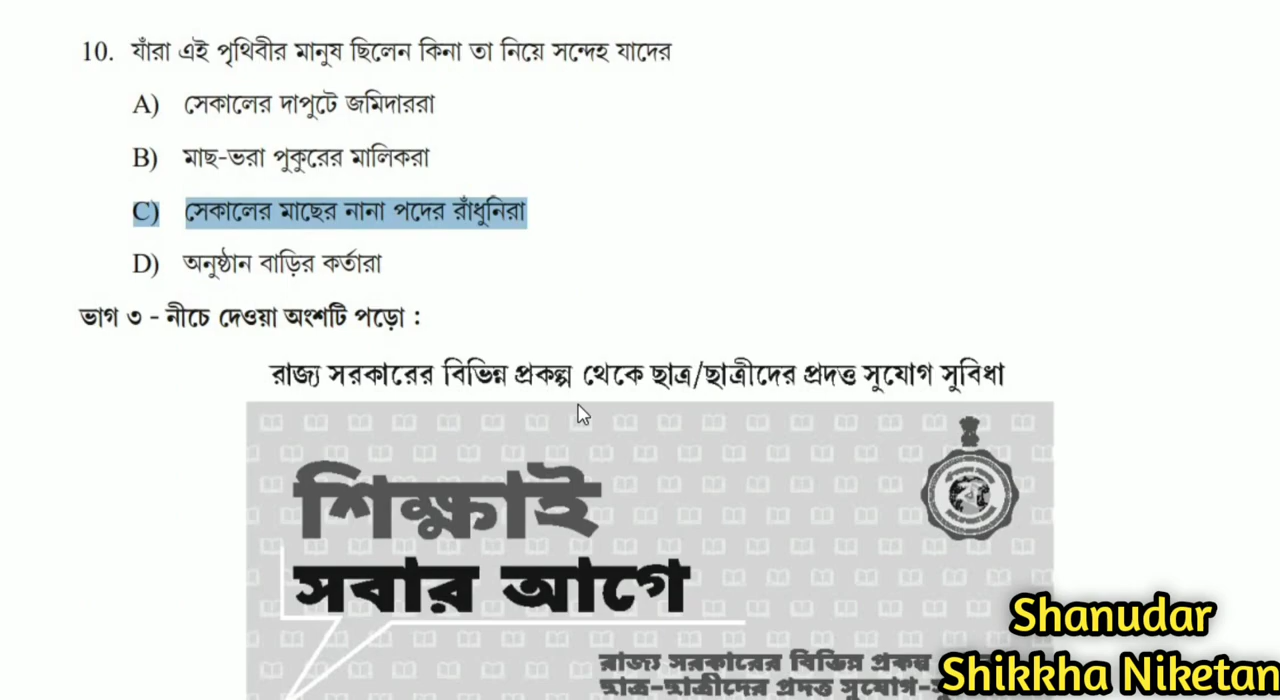 10. যাঁরা এই পৃথিবীর মানুষ ছিলেন কিনা তা নিয়ে সন্দেহ যাদের
A) সেকালের দাপুটে জমিদাররা
B) মাছ-ভরা পুকুরের মালিকরা
C) সেকালের মাছের নানা পদের রাঁধুনিরা
D) অনুষ্ঠান বাড়ির কর্তারা
ভাগ ৩ - নীচে দেওয়া অংশটি পড়ো :
রাজ্য সরকারের বিভিন্ন প্রকল্প থেকে ছাত্র/ছাত্রীদের প্রদত্ত সুযোগ সুবিধা
শিক্ষাই
সবার আগে
রাজ্য সরকারের বিভিন্ন প্রকল্প
ছাত্র-ছাত্রীদের প্রদত্ত সুযোগ-
Shanudar
Shikkha Niketan